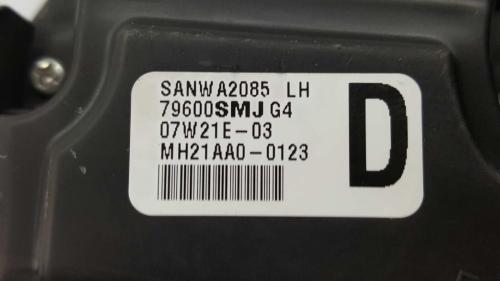 SANWA2085 LH
79600SMJ G4
07W21E-03
MH21AA0-0123
D